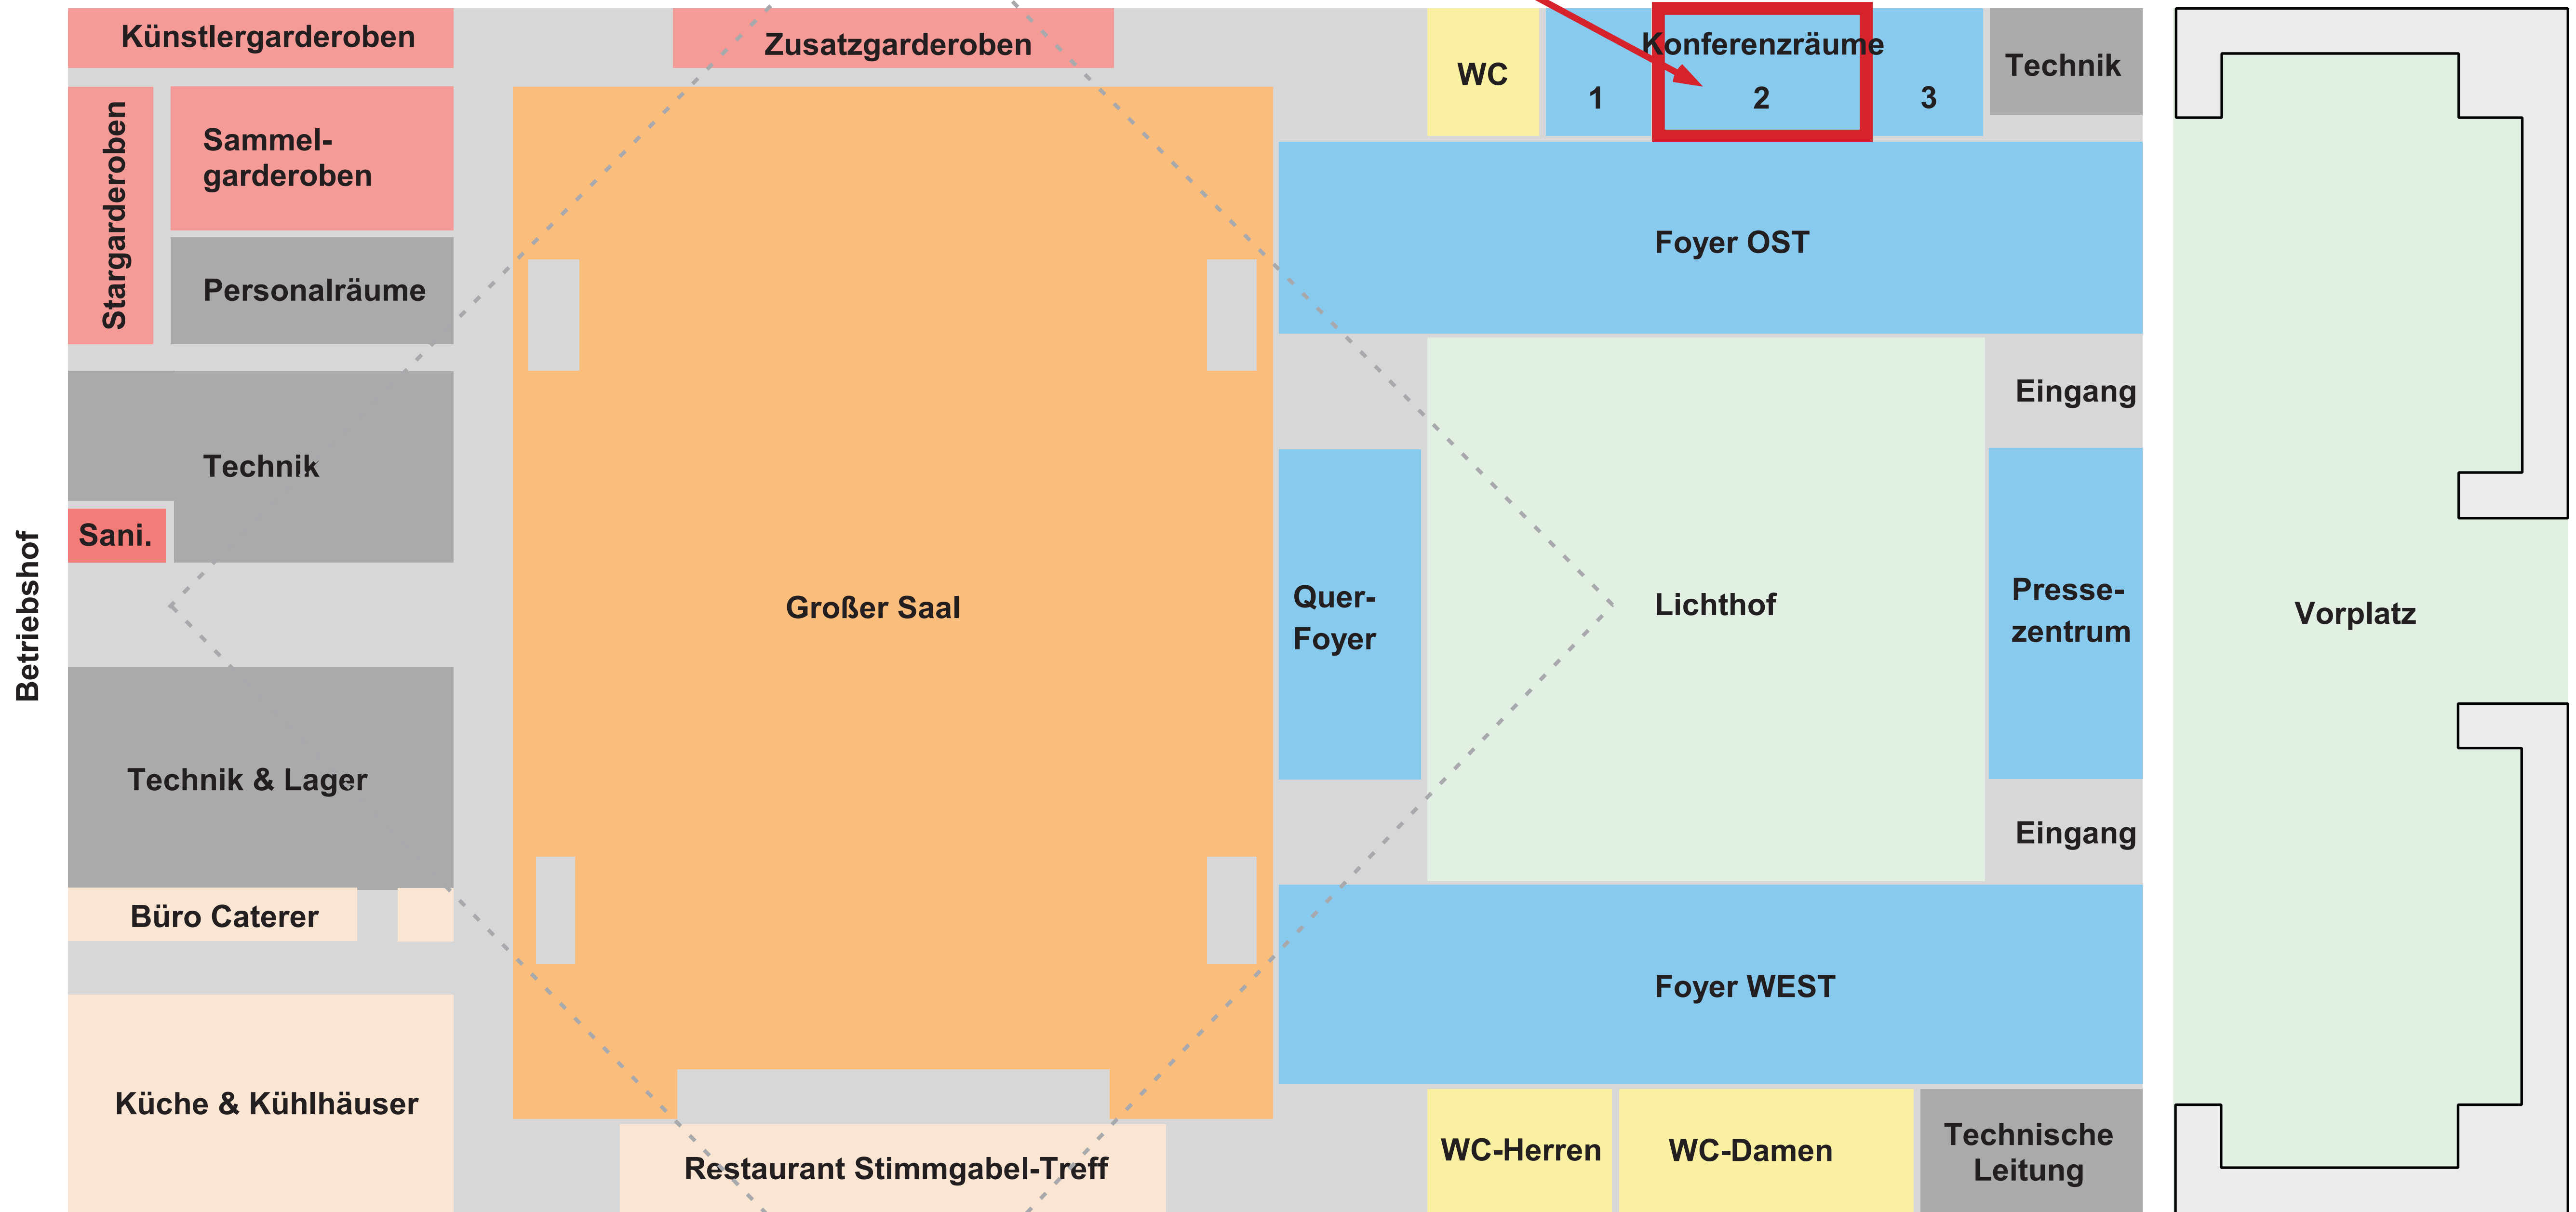 Künstlergarderoben
Zusatzgarderoben
WC
Konferenzräume
1
2
3
Technik
Stargarderoben
Sammel-
garderoben
Personalräume
Foyer OST
Eingang
Technik
Sani.
Betriebshof
Großer Saal
Quer-
Foyer
Lichthof
Presse-
zentrum
Vorplatz
Technik & Lager
Eingang
Büro Caterer
Foyer WEST
Küche & Kühlhäuser
Restaurant Stimmgabel-Treff
WC-Herren
WC-Damen
Technische
Leitung